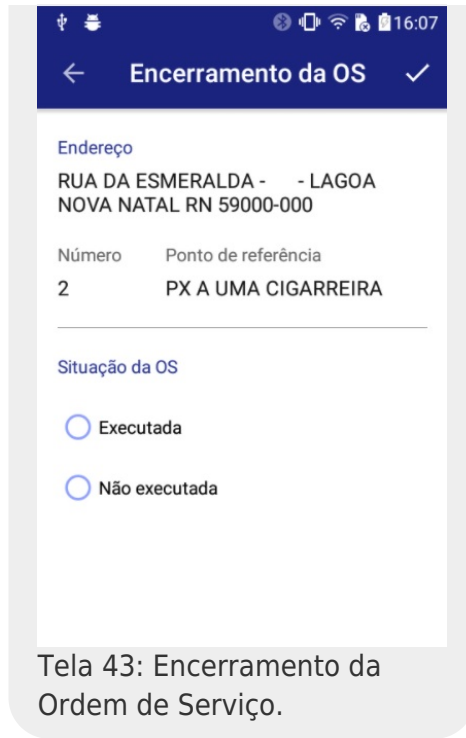 16:07
Encerramento da OS
Endereço
RUA DA ESMERALDA - - LAGOA
NOVA NATAL RN 59000-000
Número Ponto de referência
2 PX A UMA CIGARREIRA
Situação da OS
Executada
Não executada
Tela 43: Encerramento da
Ordem de Serviço.